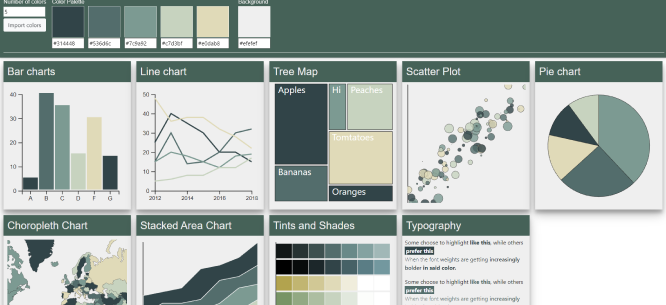 Number of colors
Color Palette
Background
5
Import colors
#314448
#536d6c
#7c9a92
#c7d3bf
#e0dab8
#efefef
Bar charts
Line chart
Tree Map
Scatter Plot
Pie chart
40
30
20
10
0
A B C D F G
50
40
30
20
10
0
2012 2014 2016 2018
Apples
Hi
Peaches
Tomtatoes
Bananas
Oranges
Choropleth Chart
Stacked Area Chart
Tints and Shades
Typography
Some choose to highlight like this, while others
prefer this
When the font weights are getting increasingly
bolder in said color.
Some choose to highlight like this, while others
prefer this
When the font weights are getting increasingly